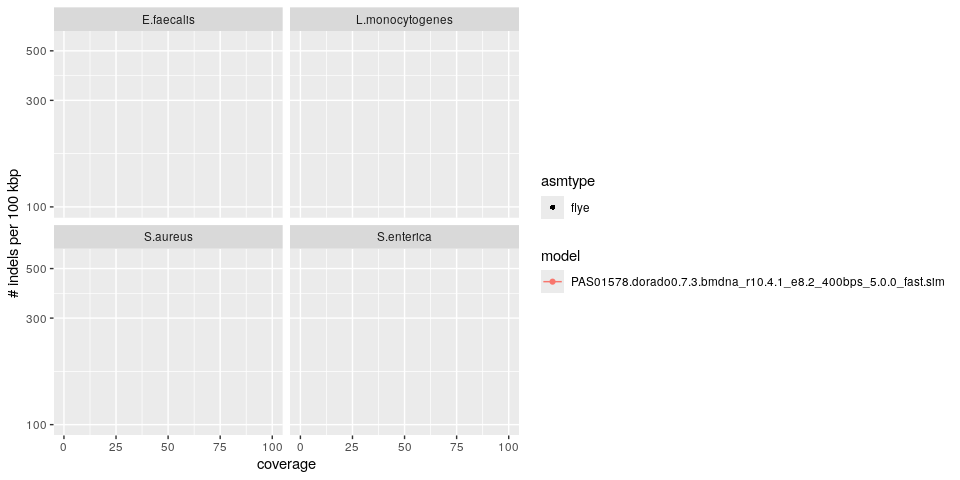 E.faecalis
L.monocytogenes
500
300
100
# indels per 100 kbp
S.aureus
S.enterica
500
300
100
0 25 50 75 100 0 25 50 75 100
coverage
asmtype
flye
model
PAS01578.dorado0.7.3.bmdna_r10.4.1_e8.2_400bps_5.0.0_fast.sim